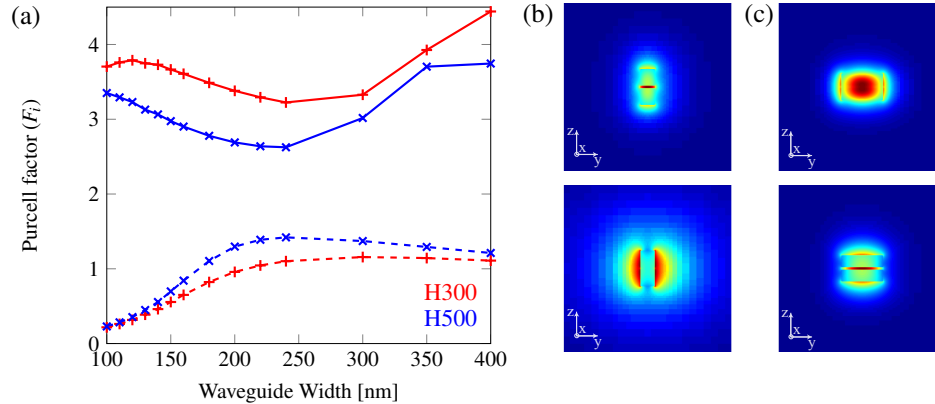 (a)
(b)
(c)
Purcell factor (Fᵢ)
4
3
2
1
0
100
150
200
250
300
350
400
Waveguide Width [nm]
H300
H500
z
x
y
z
x
y
z
x
y
z
x
y